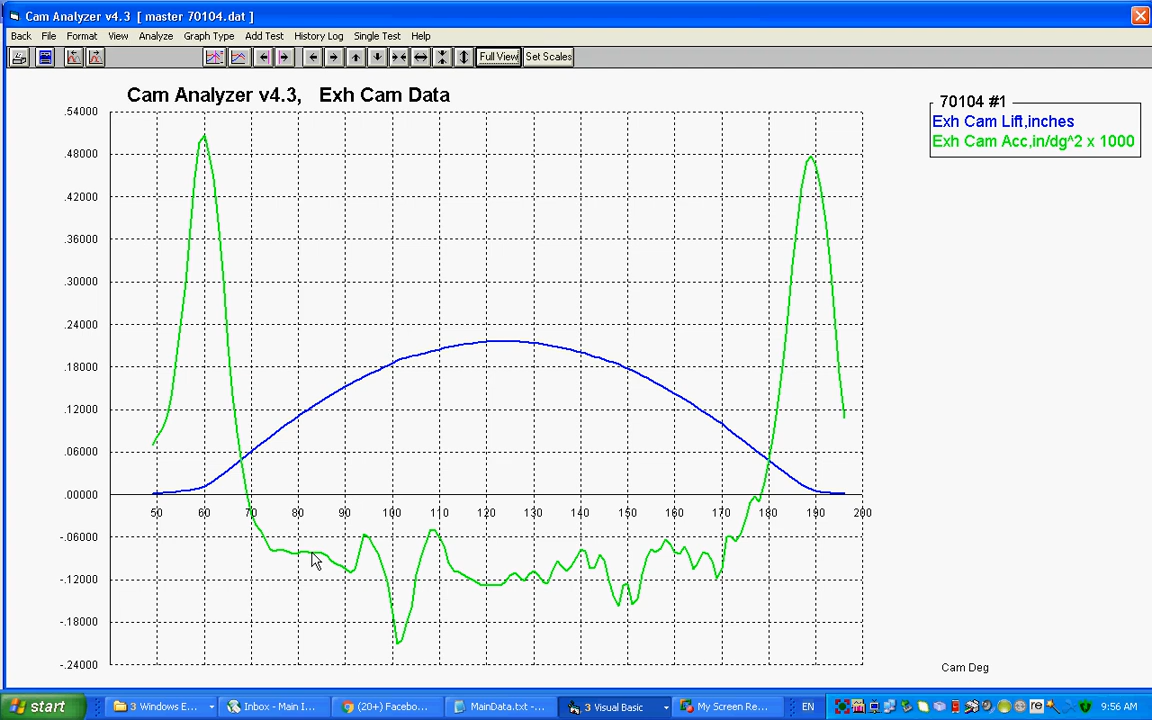 Cam Analyzer v4.3 [ master 70104.dat ]
Back File Format View Analyze Graph Type Add Test History Log Single Test Help
Full View Set Scales
Cam Analyzer v4.3, Exh Cam Data
70104 #1
Exh Cam Lift,inches
Exh Cam Acc,in/dg^2 x 1000
.54000
.48000
.42000
.36000
.30000
.24000
.18000
.12000
.06000
.00000
50 60 70 80 90 100 110 120 130 140 150 160 170 180 190 200
-.06000
-.12000
-.18000
-.24000
Cam Deg
start 3 Windows E... Inbox - Main I... (20+) Facebo... MainData.txt -... 3 Visual Basic My Screen Re... EN re 9:56 AM